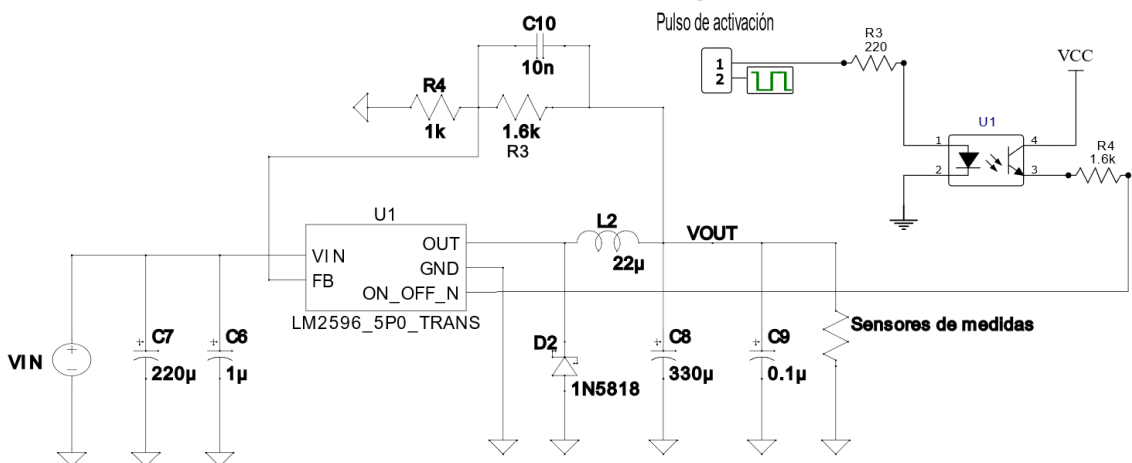 Pulso de activación
C10
10n
R4
1k
1.6k
R3
1
2
R3
220
VCC
U1
1
2
4
3
R4
1.6k
U1
VIN
FB
OUT
GND
ON_OFF_N
LM2596_5P0_TRANS
L2
22µ
VOUT
VIN
C7
220µ
C6
1µ
D2
1N5818
C8
330µ
C9
0.1µ
Sensores de medidas